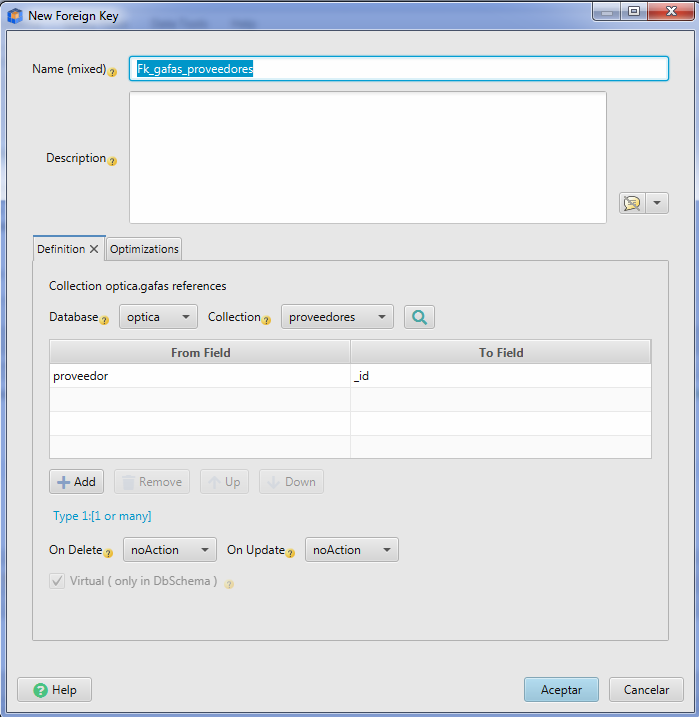 New Foreign Key
Name (mixed)
Fk_gafas_proveedores
Description
Definition
Optimizations
Collection optica.gafas references
Database optica Collection proveedores
From Field To Field
proveedor _id
Add Remove Up Down
Type 1:[1 or many]
On Delete noAction On Update noAction
Virtual ( only in DbSchema )
Help Aceptar Cancelar